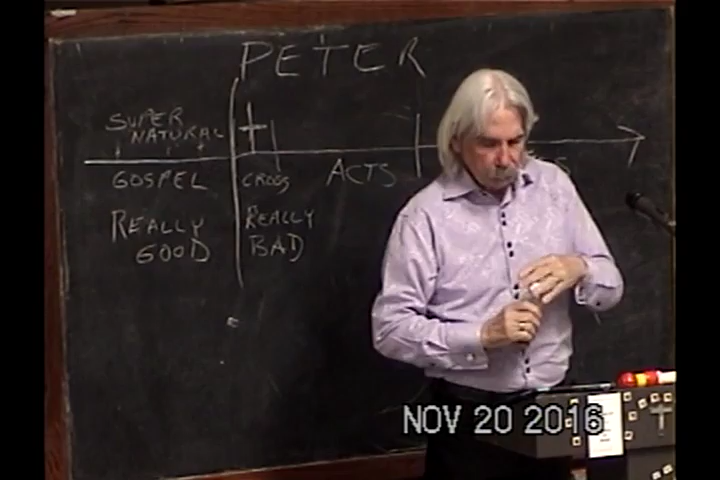 PETER
SUPER
NATURAL
GOSPEL CROSS ACTS
REALLY REALLY
GOOD BAD
NOV 20 2016